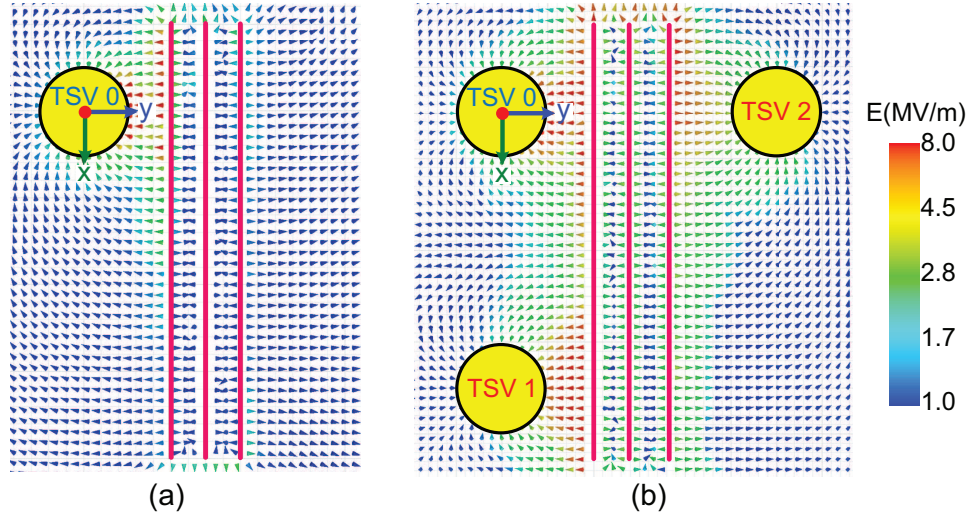 TSV 0
y
x
(a)
TSV 0
y
x
TSV 2
TSV 1
(b)
E(MV/m)
8.0
4.5
2.8
1.7
1.0